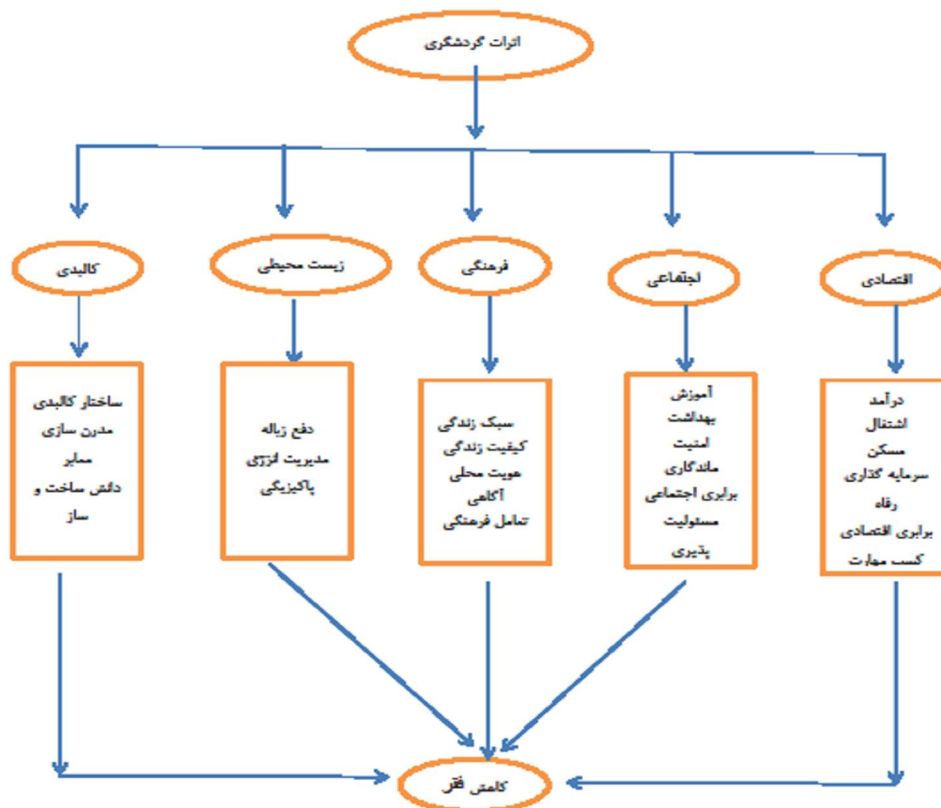 اثرات گردشگری
اقتصادی
اجتماعی
فرهنگی
زیست محیطی
کالبدی
درآمد
اشتغال
مسکن
سرمایه گذاری
رفاه
برابری اقتصادی
کسب مهارت
آموزش
بهداشت
امنیت
ماندگاری
برابری اجتماعی
مسئولیت
پذیری
سبک زندگی
کیفیت زندگی
هویت محلی
آگاهی
تعامل فرهنگی
دفع زباله
مدیریت انرژی
پاکیزیگی
ساختار کالبدی
مدرن سازی
معابر
دانش ساخت و
ساز
کاهش فقر